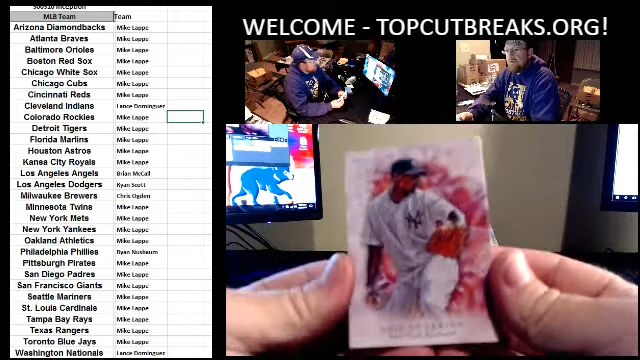 WELCOME - TOPCUTBREAKS.ORG!
Inception
MLB Team Team
Arizona Diamondbacks Mike Lappe
Atlanta Braves Mike Lappe
Baltimore Orioles Mike Lappe
Boston Red Sox Mike Lappe
Chicago White Sox Mike Lappe
Chicago Cubs Mike Lappe
Cincinnati Reds Mike Lappe
Cleveland Indians Lance Dominguez
Colorado Rockies Mike Lappe
Detroit Tigers Mike Lappe
Florida Marlins Mike Lappe
Houston Astros Mike Lappe
Kansa City Royals Mike Lappe
Los Angeles Angels Brian McCall
Los Angeles Dodgers Ryan Scott
Milwaukee Brewers Chris Ogden
Minnesota Twins Mike Lappe
New York Mets Mike Lappe
New York Yankees Mike Lappe
Oakland Athletics Mike Lappe
Philadelphia Phillies Ryan Nusbeum
Pittsburgh Pirates Mike Lappe
San Diego Padres Mike Lappe
San Francisco Giants Mike Lappe
Seattle Mariners Mike Lappe
St. Louis Cardinals Mike Lappe
Tampa Bay Rays Mike Lappe
Texas Rangers Mike Lappe
Toronto Blue Jays Mike Lappe
Washington Nationals Lance Dominguez